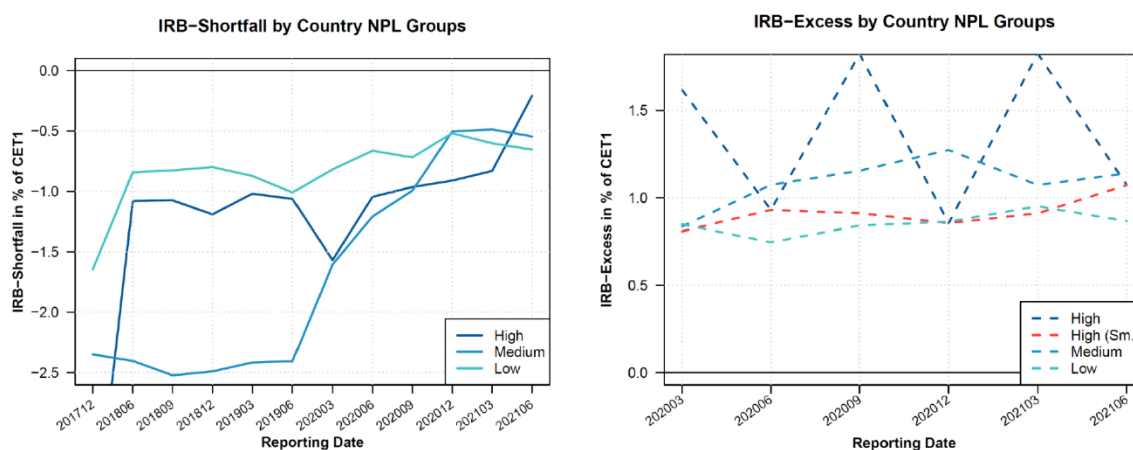 IRB−Shortfall by Country NPL Groups
IRB−Shortfall in % of CET1
0.0
−0.5
−1.0
−1.5
−2.0
−2.5
High
Medium
Low
201712
201806
201809
201812
201903
201906
202003
202006
202009
202012
202103
202106
Reporting Date
IRB−Excess by Country NPL Groups
IRB−Excess in % of CET1
1.5
1.0
0.5
0.0
High
High (Sm.
Medium
Low
202003
202006
202009
202012
202103
202106
Reporting Date